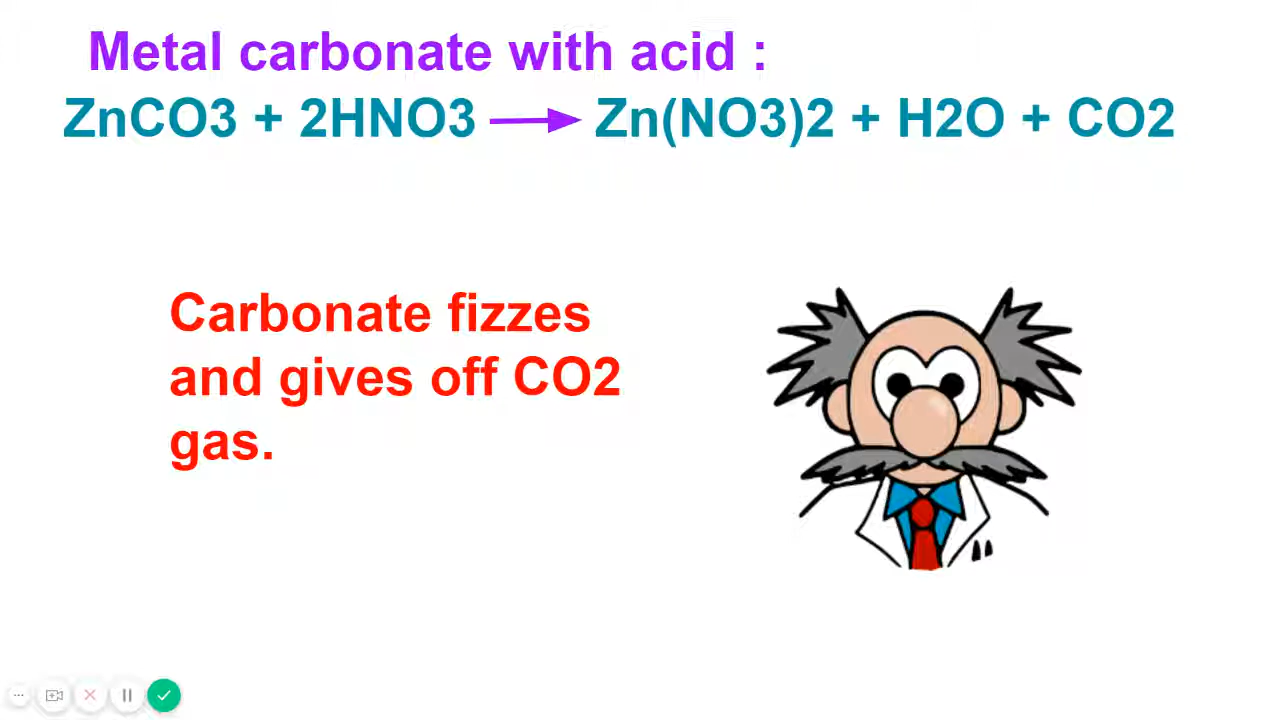 Metal carbonate with acid :
ZnCO3 + 2HNO3 → Zn(NO3)2 + H2O + CO2
Carbonate fizzes
and gives off CO2
gas.